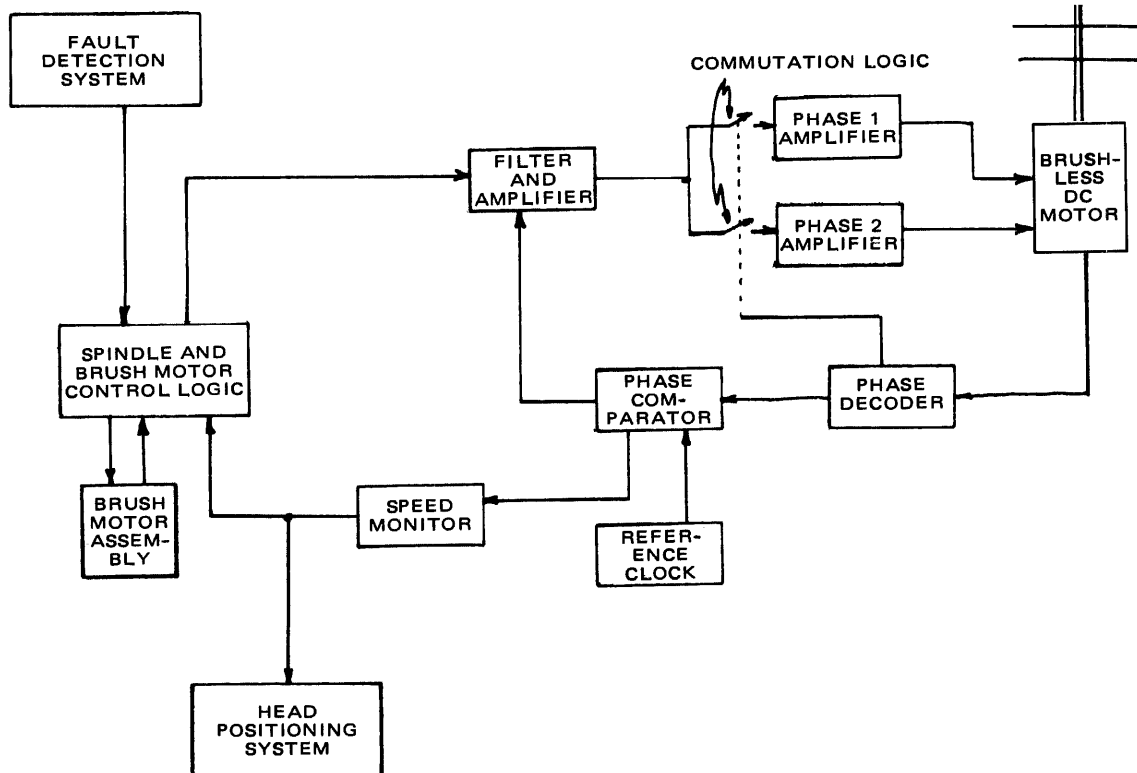 FAULT
DETECTION
SYSTEM
COMMUTATION LOGIC
PHASE 1
AMPLIFIER
FILTER
AND
AMPLIFIER
BRUSH-
LESS
DC
MOTOR
PHASE 2
AMPLIFIER
SPINDLE AND
BRUSH MOTOR
CONTROL LOGIC
PHASE
COM-
PARATOR
PHASE
DECODER
BRUSH
MOTOR
ASSEM-
BLY
SPEED
MONITOR
REFER-
ENCE
CLOCK
HEAD
POSITIONING
SYSTEM